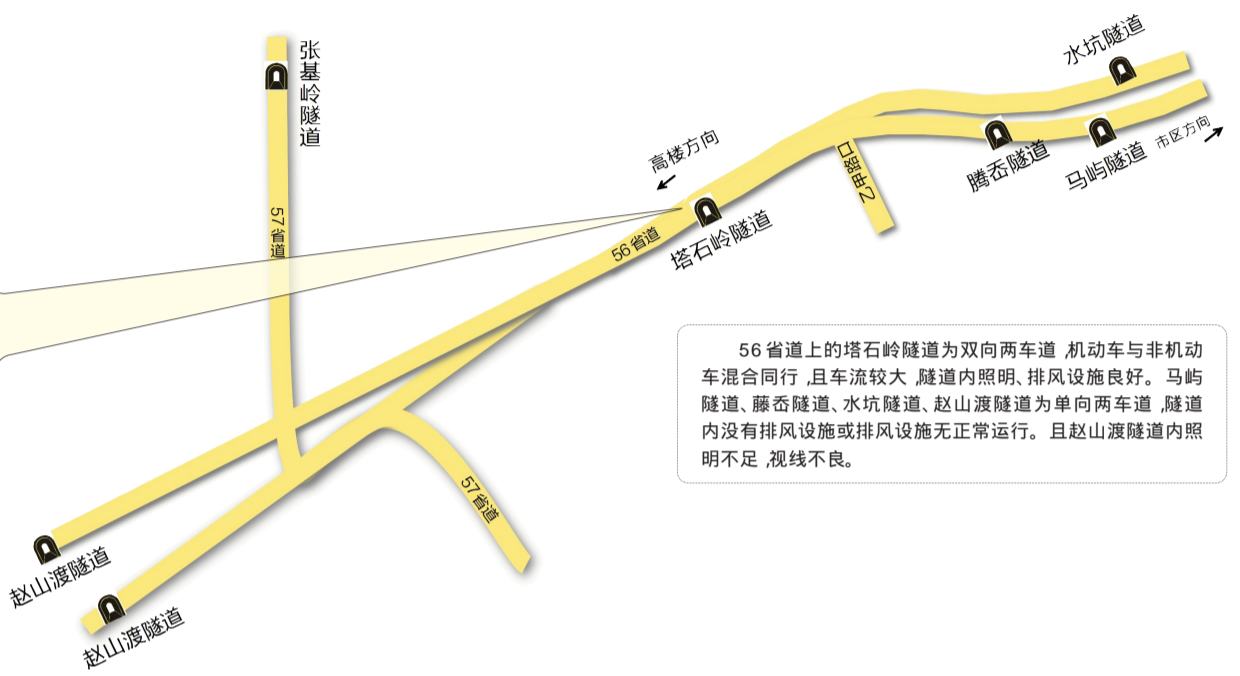 水坑隧道
张基岭隧道
高楼方向
市区方向
腾岙隧道
马屿隧道
乙甲路口
塔石岭隧道
56省道
57省道
56省道上的塔石岭隧道为双向两车道,机动车与非机动
车混合同行,且车流较大,隧道内照明、排风设施良好。马屿
隧道、藤岙隧道、水坑隧道、赵山渡隧道为单向两车道,隧道
内没有排风设施或排风设施无正常运行。且赵山渡隧道内照
明不足,视线不良。
57省道
赵山渡隧道
赵山渡隧道